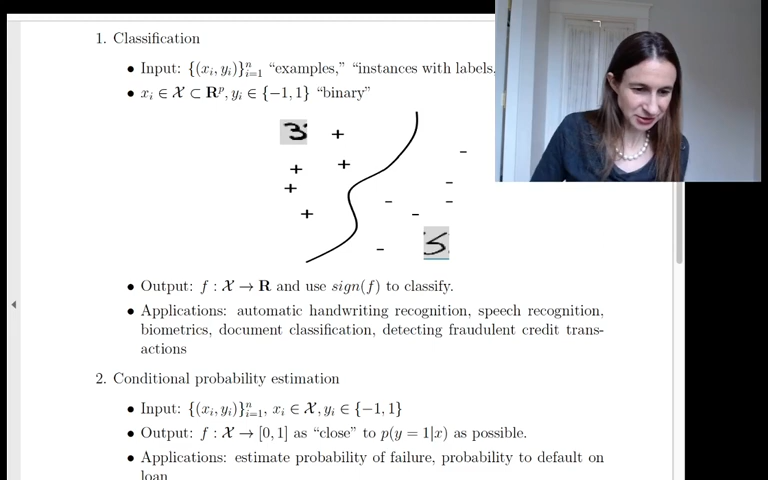 1. Classification
• Input: {(xᵢ, yᵢ)}ⁿᵢ₌₁ “examples,” “instances with labels.
• xᵢ ∈ 𝒳 ⊂ Rᵖ, yᵢ ∈ {−1, 1} “binary”
3 +
+ +
+
+
-
-
- -
-
- 5
• Output: f : 𝒳 → R and use sign(f) to classify.
• Applications: automatic handwriting recognition, speech recognition,
biometrics, document classification, detecting fraudulent credit trans-
actions
2. Conditional probability estimation
• Input: {(xᵢ, yᵢ)}ⁿᵢ₌₁, xᵢ ∈ 𝒳, yᵢ ∈ {−1, 1}
• Output: f : 𝒳 → [0, 1] as “close” to p(y = 1|x) as possible.
• Applications: estimate probability of failure, probability to default on
loan